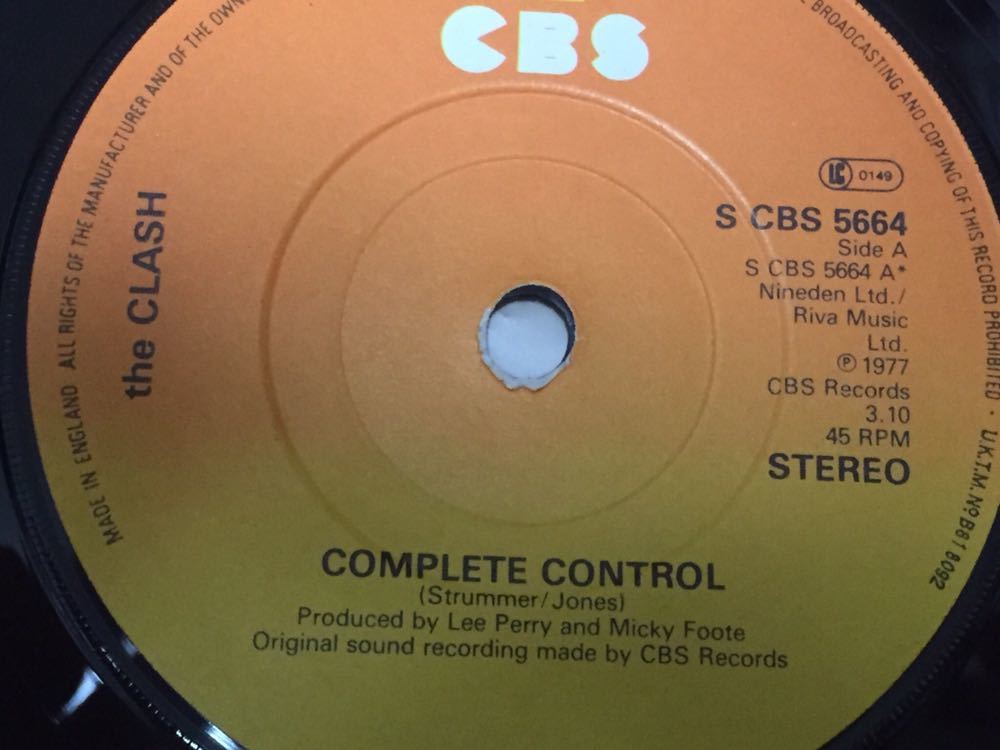 CBS
MADE IN ENGLAND ALL RIGHTS OF THE MANUFACTURER AND OF THE
BROADCASTING AND COPYING OF THIS RECORD PROHIBITED · U.K.T.M. Nº B618092
the CLASH
LC 0149
S CBS 5664
Side A
S CBS 5664 A*
Nineden Ltd./
Riva Music
Ltd.
℗ 1977
CBS Records
3.10
45 RPM
STEREO
COMPLETE CONTROL
(Strummer/Jones)
Produced by Lee Perry and Micky Foote
Original sound recording made by CBS Records